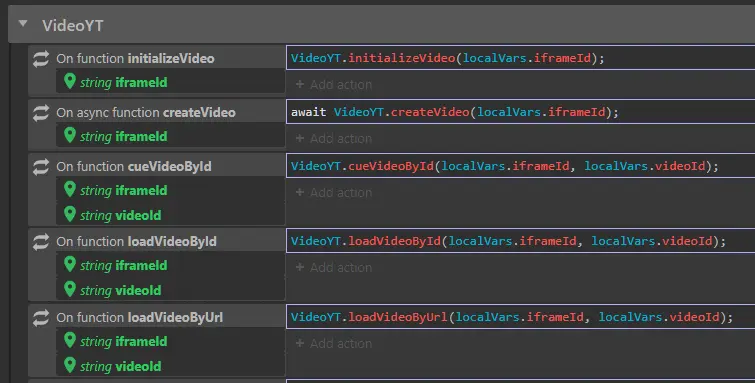 VideoYT
On function initializeVideo VideoYT.initializeVideo(localVars.iframeId);
string iframeId + Add action
On async function createVideo await VideoYT.createVideo(localVars.iframeId);
string iframeId + Add action
On function cueVideoById VideoYT.cueVideoById(localVars.iframeId, localVars.videoId);
string iframeId + Add action
string videoId
On function loadVideoById VideoYT.loadVideoById(localVars.iframeId, localVars.videoId);
string iframeId + Add action
string videoId
On function loadVideoByUrl VideoYT.loadVideoByUrl(localVars.iframeId, localVars.videoId);
string iframeId + Add action
string videoId